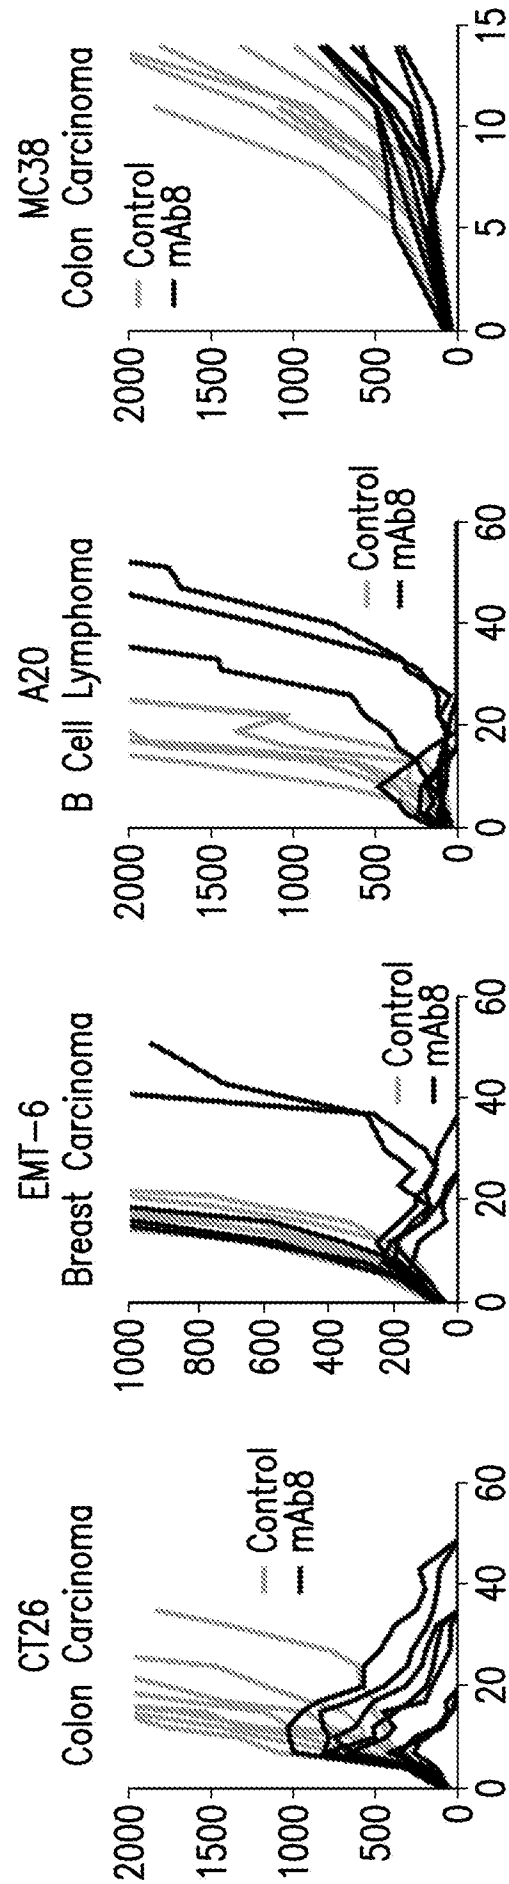 CT26
Colon Carcinoma
2000
1500
1000
500
0
0 20 40 60
Control
mAb8
EMT-6
Breast Carcinoma
1000
800
600
400
200
0
0 20 40 60
Control
mAb8
A20
B Cell Lymphoma
2000
1500
1000
500
0
0 20 40 60
Control
mAb8
MC38
Colon Carcinoma
2000
1500
1000
500
0
0 5 10 15
Control
mAb8